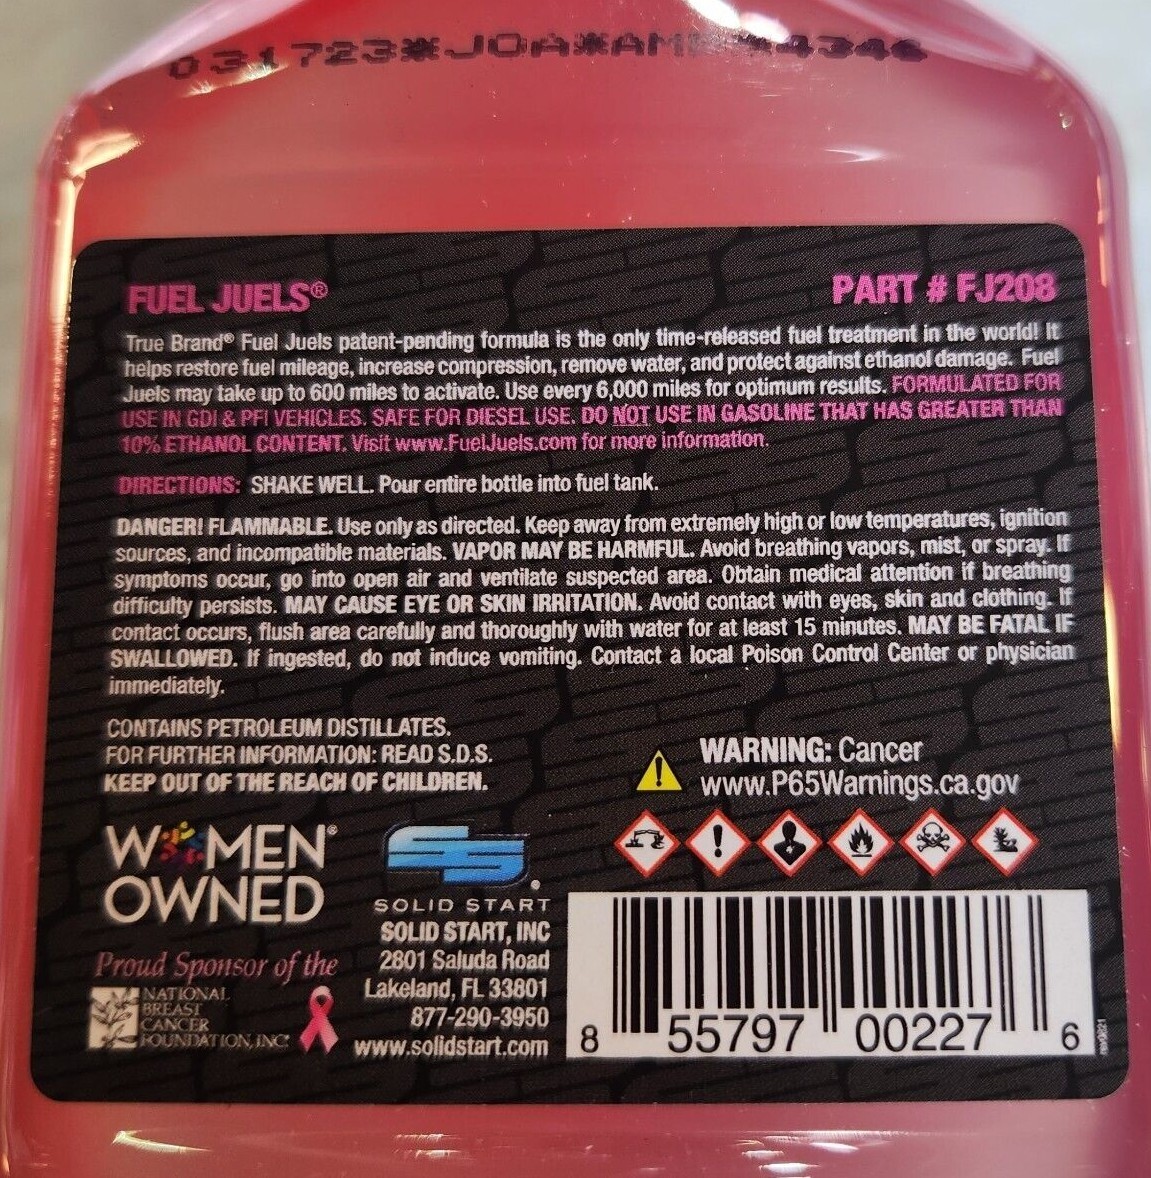 031723*JOA*AM 4346
FUEL JUELS®
PART # FJ208
True Brand® Fuel Juels patent-pending formula is the only time-released fuel treatment in the world! It
helps restore fuel mileage, increase compression, remove water, and protect against ethanol damage. Fuel
Juels may take up to 600 miles to activate. Use every 6,000 miles for optimum results. FORMULATED FOR
USE IN GDI & PFI VEHICLES. SAFE FOR DIESEL USE. DO NOT USE IN GASOLINE THAT HAS GREATER THAN
10% ETHANOL CONTENT. Visit www.FuelJuels.com for more information.
DIRECTIONS: SHAKE WELL. Pour entire bottle into fuel tank.
DANGER! FLAMMABLE. Use only as directed. Keep away from extremely high or low temperatures, ignition
sources, and incompatible materials. VAPOR MAY BE HARMFUL. Avoid breathing vapors, mist, or spray. If
symptoms occur, go into open air and ventilate suspected area. Obtain medical attention if breathing
difficulty persists. MAY CAUSE EYE OR SKIN IRRITATION. Avoid contact with eyes, skin and clothing. If
contact occurs, flush area carefully and thoroughly with water for at least 15 minutes. MAY BE FATAL IF
SWALLOWED. If ingested, do not induce vomiting. Contact a local Poison Control Center or physician
immediately.
CONTAINS PETROLEUM DISTILLATES.
FOR FURTHER INFORMATION: READ S.D.S.
KEEP OUT OF THE REACH OF CHILDREN.
WARNING: Cancer
www.P65Warnings.ca.gov
WOMEN®
OWNED
Proud Sponsor of the
NATIONAL
BREAST
CANCER
FOUNDATION, INC.®
SOLID START
SOLID START, INC
2801 Saluda Road
Lakeland, FL 33801
877-290-3950
www.solidstart.com
8 55797 00227 6